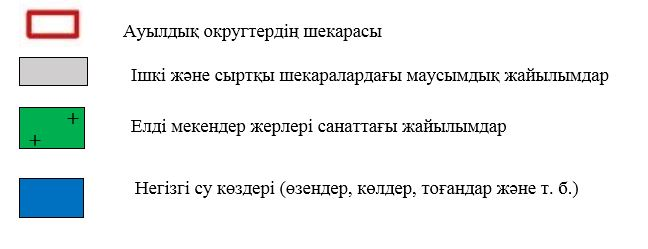 Ауылдық округтердің шекарасы
Ішкі және сыртқы шекаралардағы маусымдық жайылымдар
Елді мекендер жерлері санаттағы жайылымдар
Негізгі су көздері (өзендер, көлдер, тоғандар және т. б.)